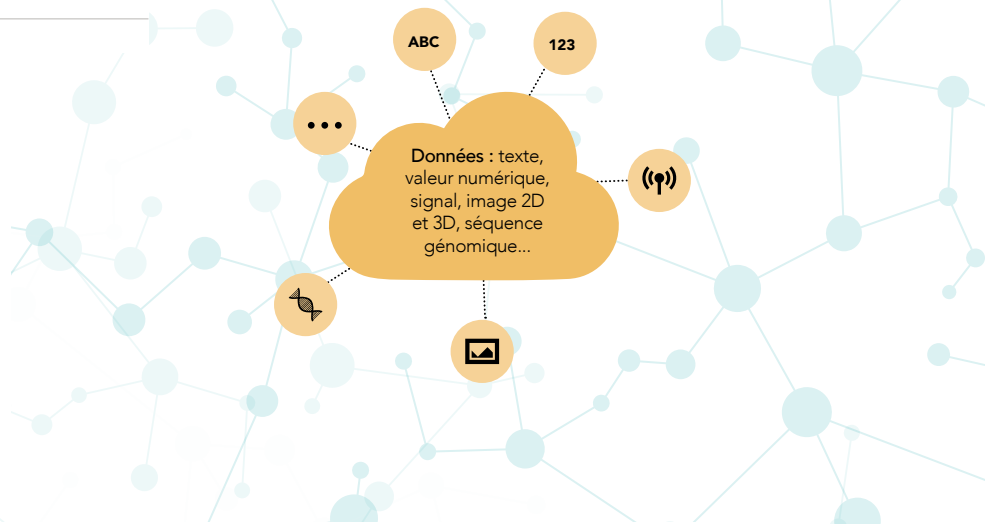 ABC
123
Données : texte,
valeur numérique,
signal, image 2D
et 3D, séquence
génomique...